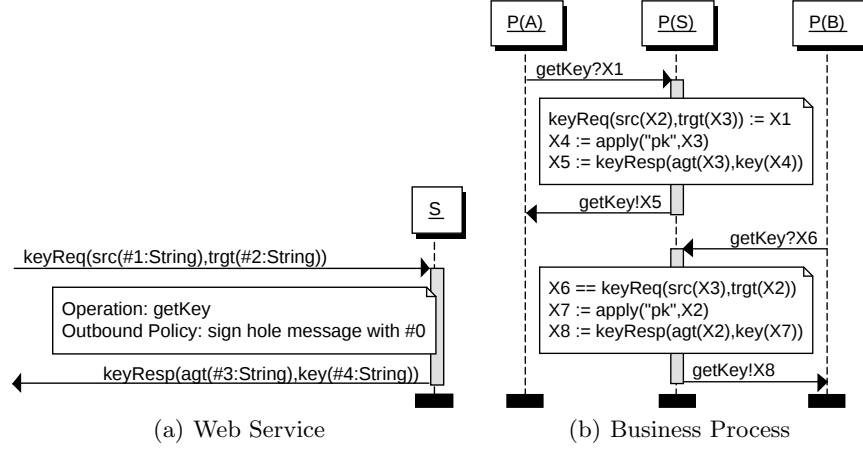 S
keyReq(src(#1:String),trgt(#2:String))
Operation: getKey
Outbound Policy: sign hole message with #0
keyResp(agt(#3:String),key(#4:String))
(a) Web Service
P(A)
P(S)
P(B)
getKey?X1
keyReq(src(X2),trgt(X3)) := X1
X4 := apply("pk",X3)
X5 := keyResp(agt(X3),key(X4))
getKey!X5
getKey?X6
X6 == keyReq(src(X3),trgt(X2))
X7 := apply("pk",X2)
X8 := keyResp(agt(X2),key(X7))
getKey!X8
(b) Business Process